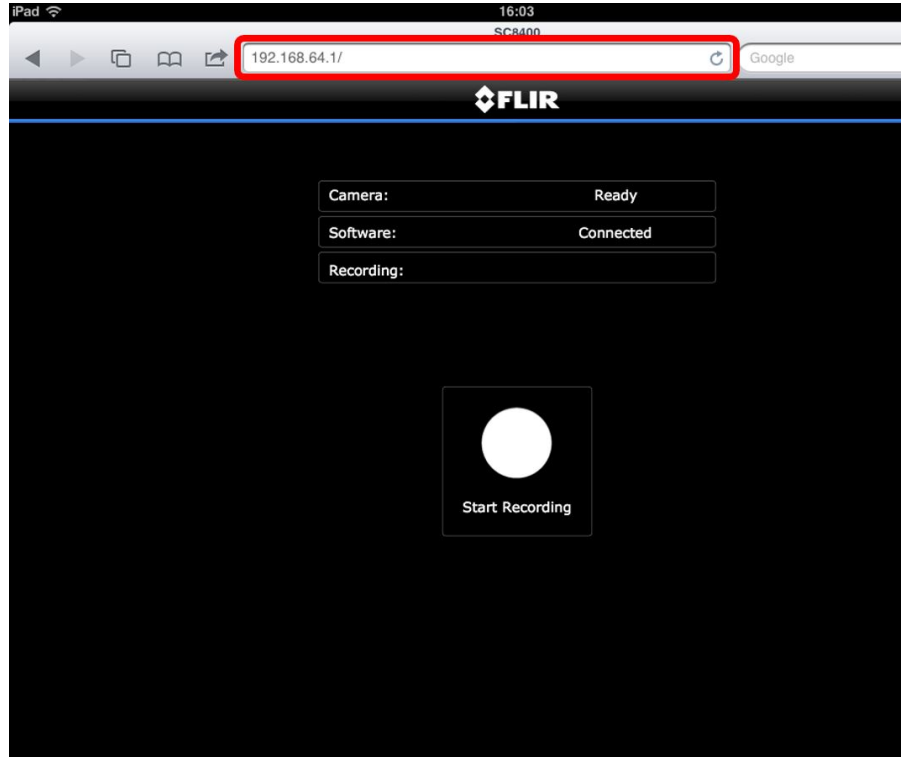 iPad 16:03
SC8400
192.168.64.1/ Google
FLIR
Camera: Ready
Software: Connected
Recording:
Start Recording